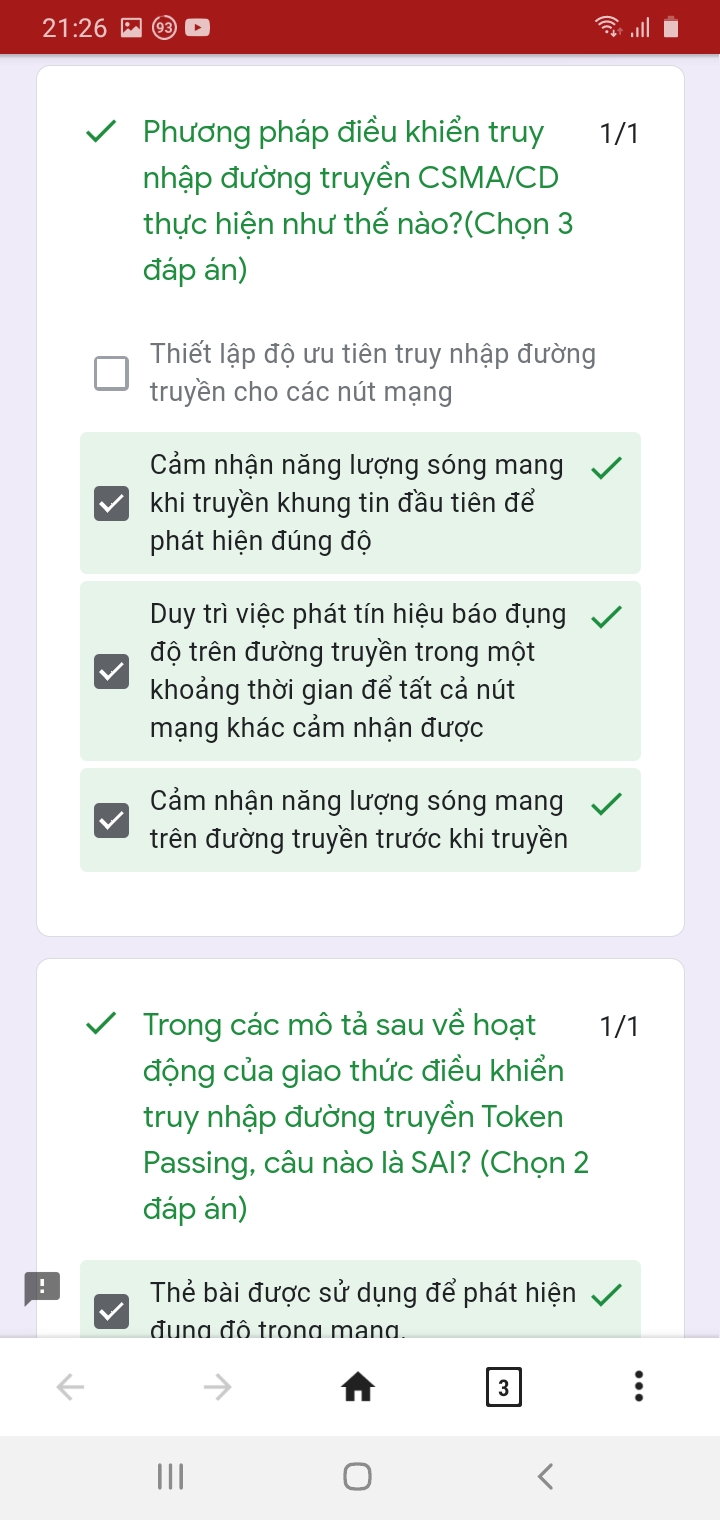 21:26
93
Phương pháp điều khiển truy
1/1
nhập đường truyền CSMA/CD
thực hiện như thế nào?(Chọn 3
đáp án)
Thiết lập độ ưu tiên truy nhập đường
truyền cho các nút mạng
Cảm nhận năng lượng sóng mang
khi truyền khung tin đầu tiên để
phát hiện đúng độ
Duy trì việc phát tín hiệu báo đụng
độ trên đường truyền trong một
khoảng thời gian để tất cả nút
mạng khác cảm nhận được
Cảm nhận năng lượng sóng mang
trên đường truyền trước khi truyền
Trong các mô tả sau về hoạt
1/1
động của giao thức điều khiển
truy nhập đường truyền Token
Passing, câu nào là SAI? (Chọn 2
đáp án)
Thẻ bài được sử dụng để phát hiện
đụng độ trong mạng.
3